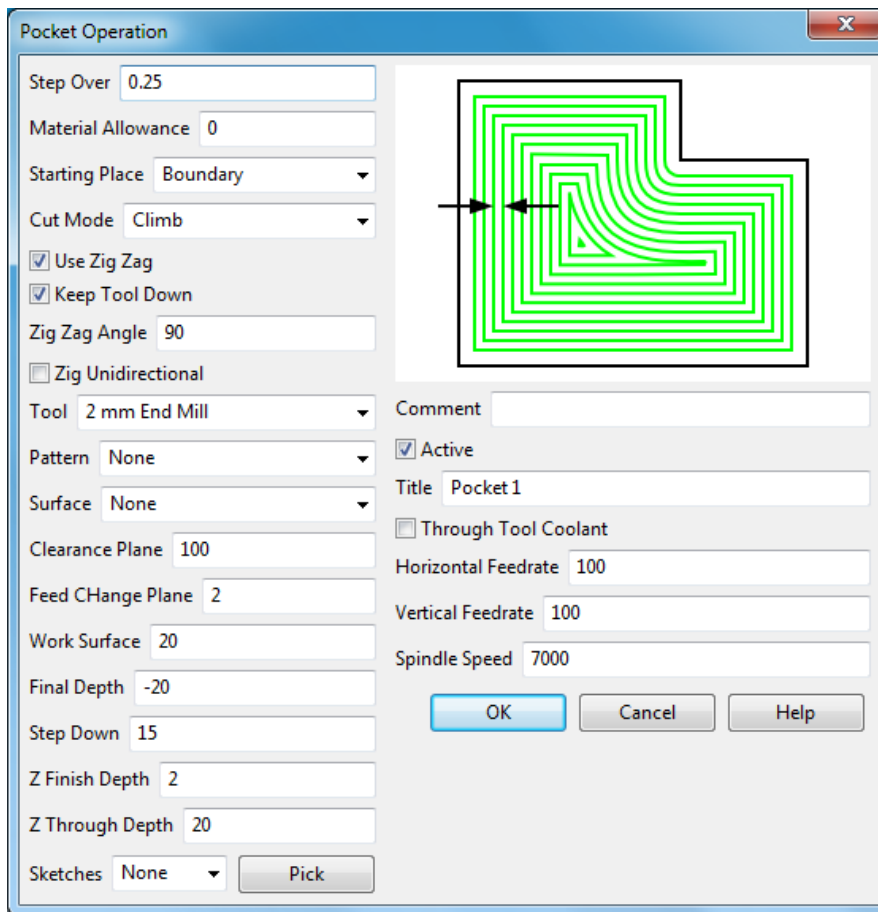 Pocket Operation
Step Over 0.25
Material Allowance 0
Starting Place Boundary
Cut Mode Climb
Use Zig Zag
Keep Tool Down
Zig Zag Angle 90
Zig Unidirectional
Tool 2 mm End Mill
Pattern None
Surface None
Clearance Plane 100
Feed CHange Plane 2
Work Surface 20
Final Depth -20
Step Down 15
Z Finish Depth 2
Z Through Depth 20
Sketches None Pick
Comment
Active
Title Pocket 1
Through Tool Coolant
Horizontal Feedrate 100
Vertical Feedrate 100
Spindle Speed 7000
OK Cancel Help